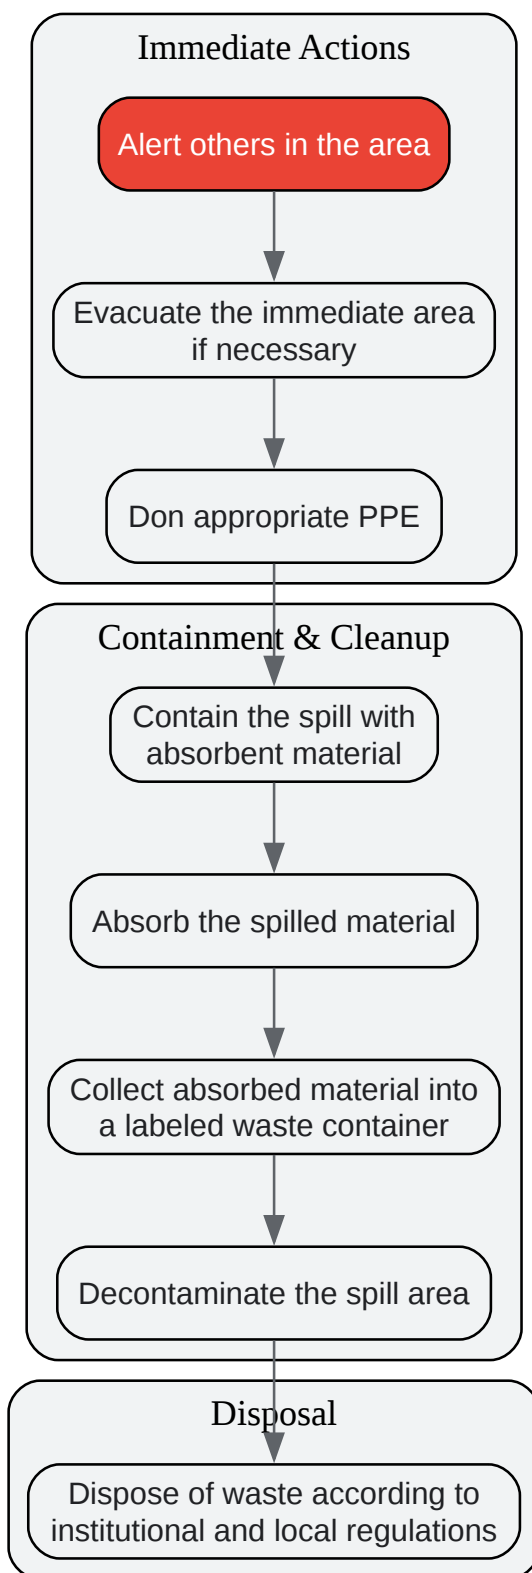 Immediate Actions
Alert others in the area
Evacuate the immediate area
if necessary
Don appropriate PPE
Containment & Cleanup
Contain the spill with
absorbent material
Absorb the spilled material
Collect absorbed material into
a labeled waste container
Decontaminate the spill area
Disposal
Dispose of waste according to
institutional and local regulations